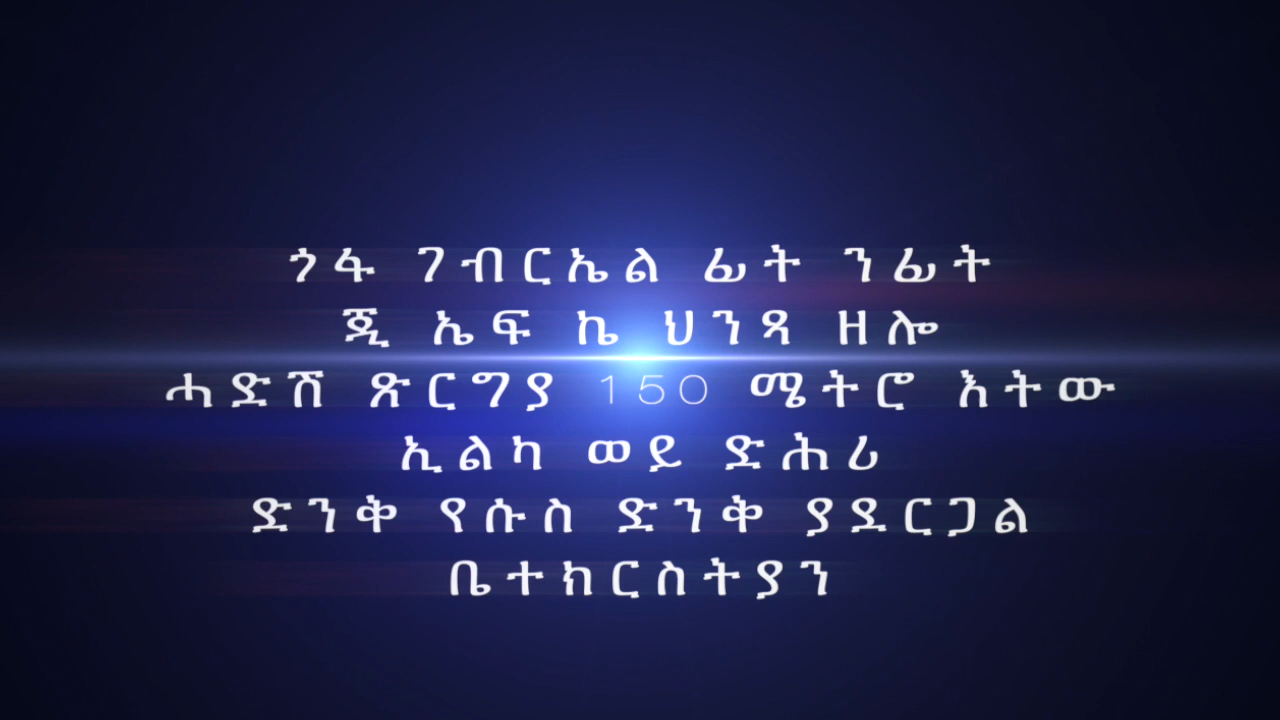 ጎፋ ገብርኤል ፊት ንፊት
ጂ ኤፍ ኬ ህንጻ ዘሎ
ሓድሽ ጽርግያ 150 ሜትሮ እትው
ኢልካ ወይ ድሕሪ
ድንቅ የሱስ ድንቅ ያደርጋል
ቤተክርስትያን